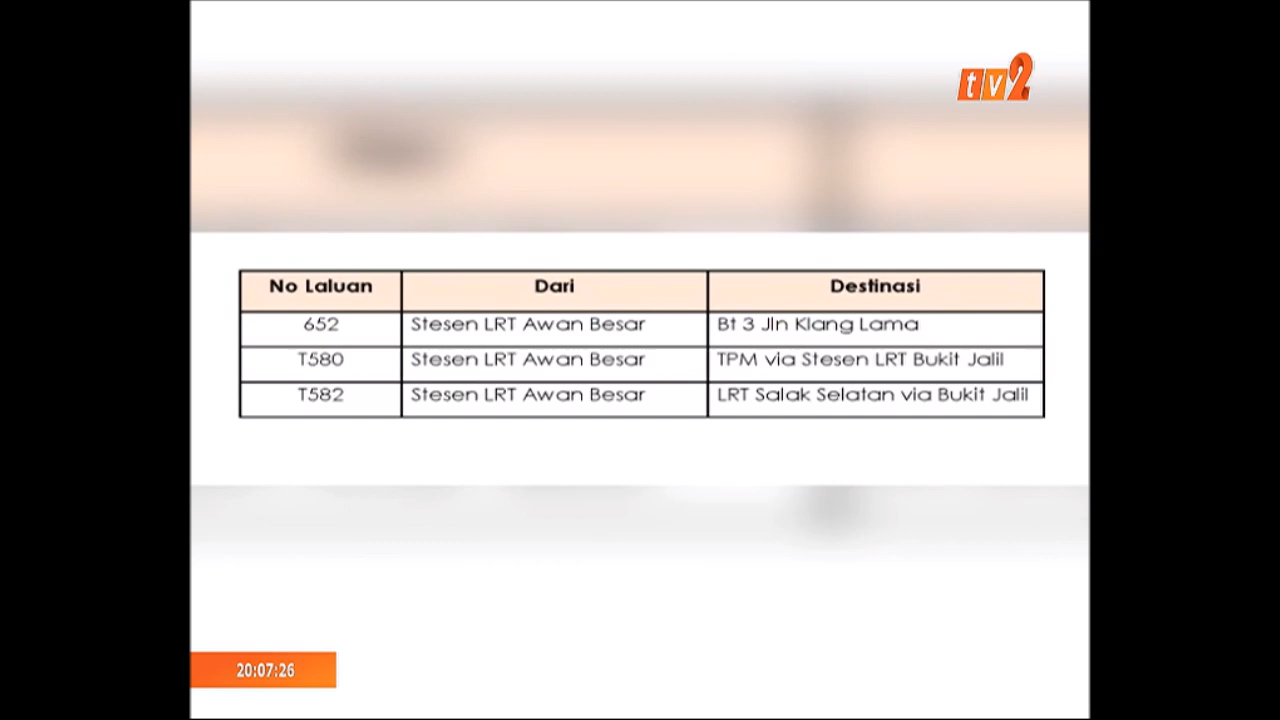 tv2
No Laluan Dari Destinasi
652 Stesen LRT Awan Besar Bt 3 Jln Klang Lama
T580 Stesen LRT Awan Besar TPM via Stesen LRT Bukit Jalil
T582 Stesen LRT Awan Besar LRT Salak Selatan via Bukit Jalil
20:07:26